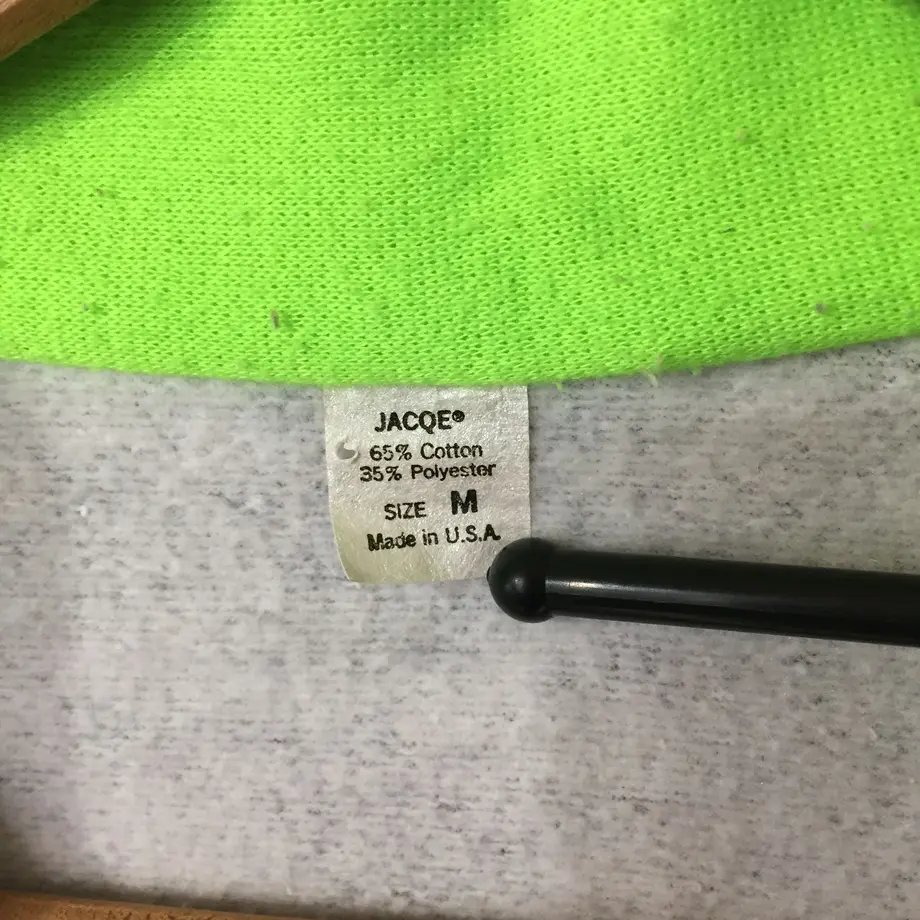 JACQE®
65% Cotton
35% Polyester
SIZE M
Made in U.S.A.